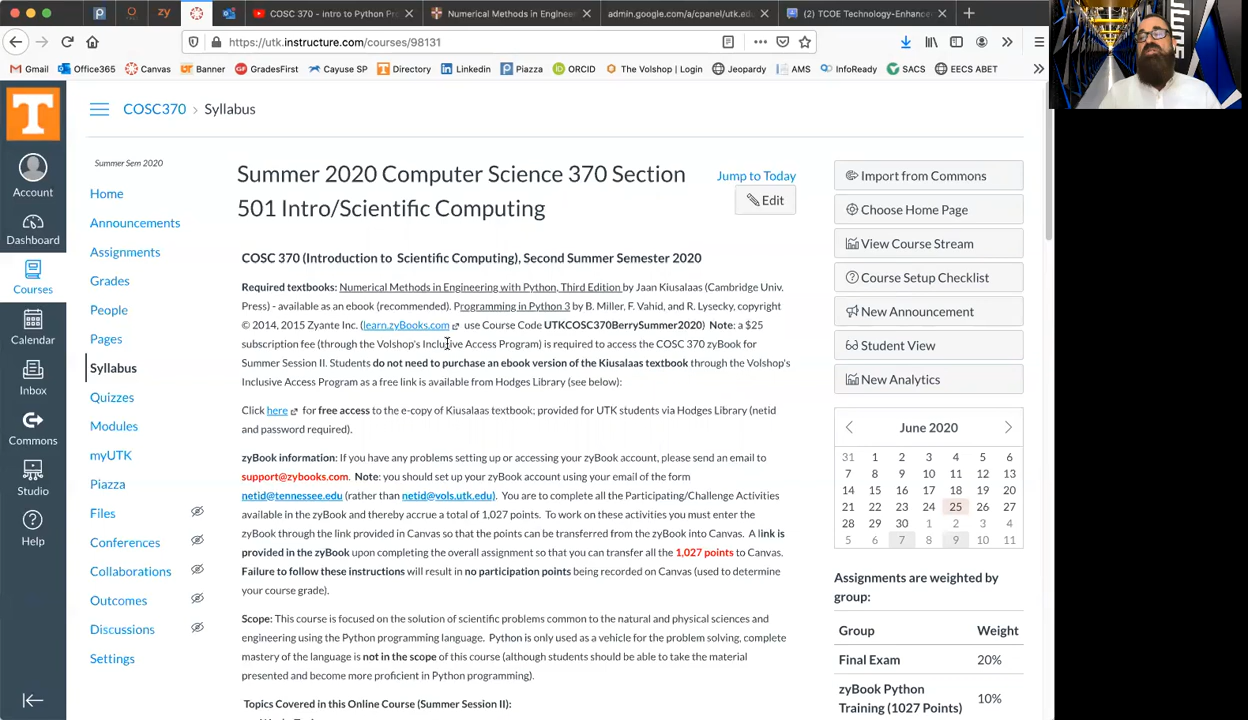 P
zy
COSC 370 - Intro to Python Pr
Numerical Methods in Engineer
admin.google.com/a/cpanel/utk.ed
(2) TCOE Technology-Enhance
https://utk.instructure.com/courses/98131
Gmail
Office365
Canvas
Banner
GradesFirst
Cayuse SP
Directory
Linkedin
Piazza
ORCID
The Volshop | Login
Jeopardy
AMS
InfoReady
SACS
EECS ABET
T
Account
Dashboard
Courses
Calendar
Inbox
Commons
Studio
Help
COSC370 › Syllabus
Summer Sem 2020
Home
Announcements
Assignments
Grades
People
Pages
Syllabus
Quizzes
Modules
myUTK
Piazza
Files
Conferences
Collaborations
Outcomes
Discussions
Settings
Summer 2020 Computer Science 370 Section
501 Intro/Scientific Computing
Jump to Today
Edit
COSC 370 (Introduction to Scientific Computing), Second Summer Semester 2020
Required textbooks: Numerical Methods in Engineering with Python, Third Edition by Jaan Kiusalaas (Cambridge Univ.
Press) - available as an ebook (recommended). Programming in Python 3 by B. Miller, F. Vahid, and R. Lysecky, copyright
© 2014, 2015 Zyante Inc. (learn.zyBooks.com use Course Code UTKCOSC370BerrySummer2020) Note: a $25
subscription fee (through the Volshop's Inclusive Access Program) is required to access the COSC 370 zyBook for
Summer Session II. Students do not need to purchase an ebook version of the Kiusalaas textbook through the Volshop's
Inclusive Access Program as a free link is available from Hodges Library (see below):
Click here for free access to the e-copy of Kiusalaas textbook; provided for UTK students via Hodges Library (netid
and password required).
zyBook information: If you have any problems setting up or accessing your zyBook account, please send an email to
support@zybooks.com. Note: you should set up your zyBook account using your email of the form
netid@tennessee.edu (rather than netid@vols.utk.edu). You are to complete all the Participating/Challenge Activities
available in the zyBook and thereby accrue a total of 1,027 points. To work on these activities you must enter the
zyBook through the link provided in Canvas so that the points can be transferred from the zyBook into Canvas. A link is
provided in the zyBook upon completing the overall assignment so that you can transfer all the 1,027 points to Canvas.
Failure to follow these instructions will result in no participation points being recorded on Canvas (used to determine
your course grade).
Scope: This course is focused on the solution of scientific problems common to the natural and physical sciences and
engineering using the Python programming language. Python is only used as a vehicle for the problem solving, complete
mastery of the language is not in the scope of this course (although students should be able to take the material
presented and become more proficient in Python programming).
Topics Covered in this Online Course (Summer Session II):
Import from Commons
Choose Home Page
View Course Stream
Course Setup Checklist
New Announcement
Student View
New Analytics
June 2020
31 1 2 3 4 5 6
7 8 9 10 11 12 13
14 15 16 17 18 19 20
21 22 23 24 25 26 27
28 29 30 1 2 3 4
5 6 7 8 9 10 11
Assignments are weighted by
group:
Group Weight
Final Exam 20%
zyBook Python
Training (1027 Points) 10%